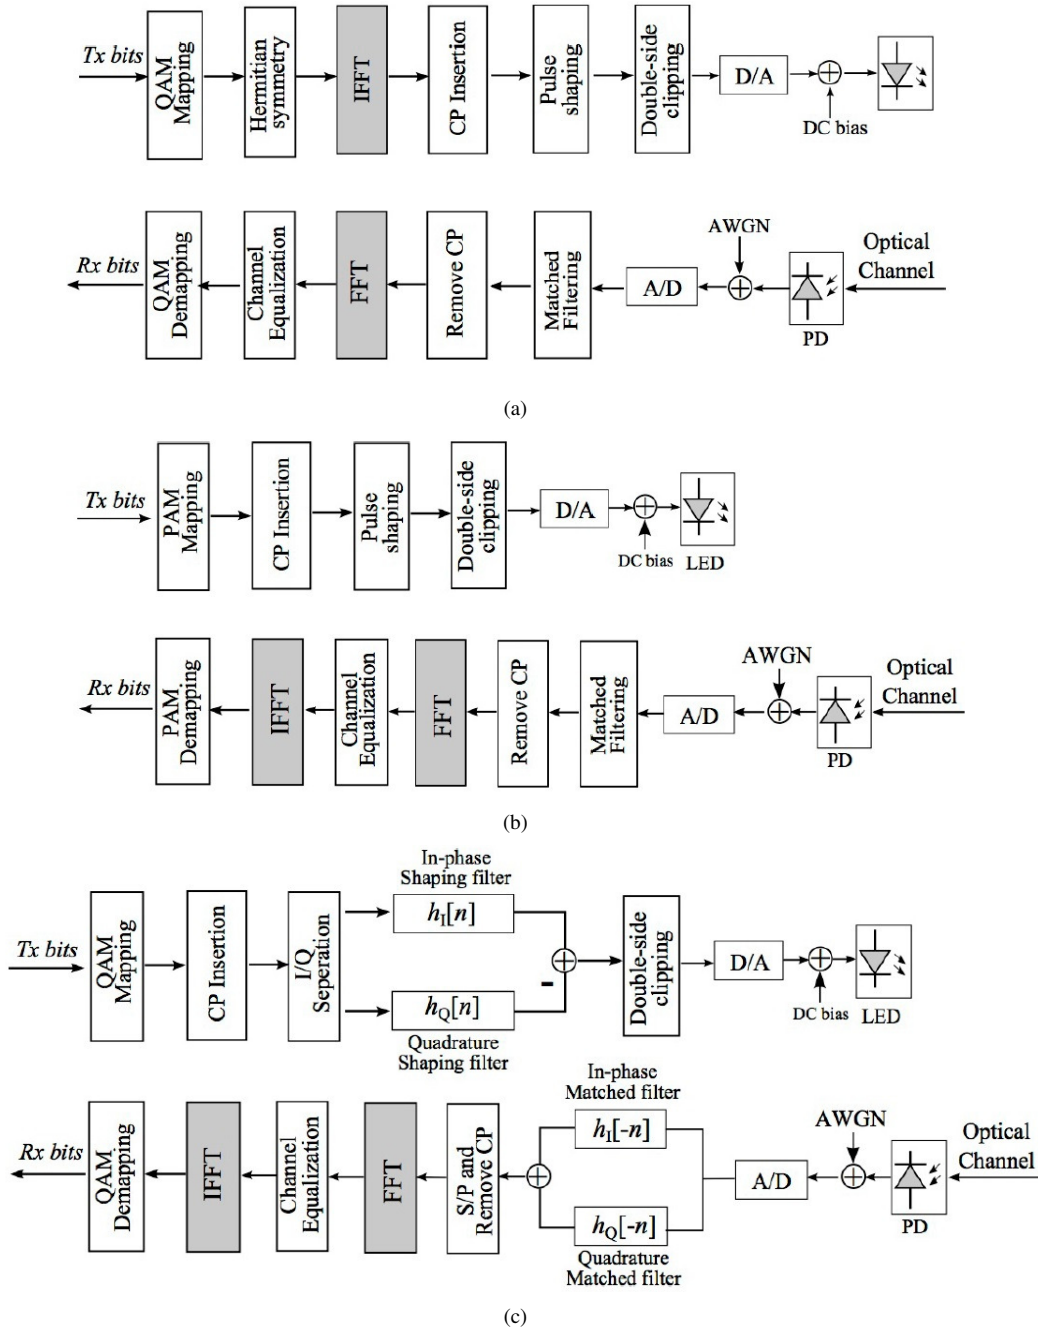 Tx bits
QAM
Mapping
Hermitian
symmetry
IFFT
CP Insertion
Pulse
shaping
Double-side
clipping
D/A
DC bias
Rx bits
QAM
Demapping
Channel
Equalization
FFT
Remove CP
Matched
Filtering
A/D
AWGN
PD
Optical
Channel
(a)
Tx bits
PAM
Mapping
CP Insertion
Pulse
shaping
Double-side
clipping
D/A
DC bias
LED
Rx bits
PAM
Demapping
IFFT
Channel
Equalization
FFT
Remove CP
Matched
Filtering
A/D
AWGN
PD
Optical
Channel
(b)
Tx bits
QAM
Mapping
CP Insertion
I/Q
Seperation
In-phase
Shaping filter
hI[n]
hQ[n]
Quadrature
Shaping filter
-
Double-side
clipping
D/A
DC bias
LED
Rx bits
QAM
Demapping
IFFT
Channel
Equalization
FFT
S/P and
Remove CP
In-phase
Matched filter
hI[-n]
hQ[-n]
Quadrature
Matched filter
A/D
AWGN
PD
Optical
Channel
(c)